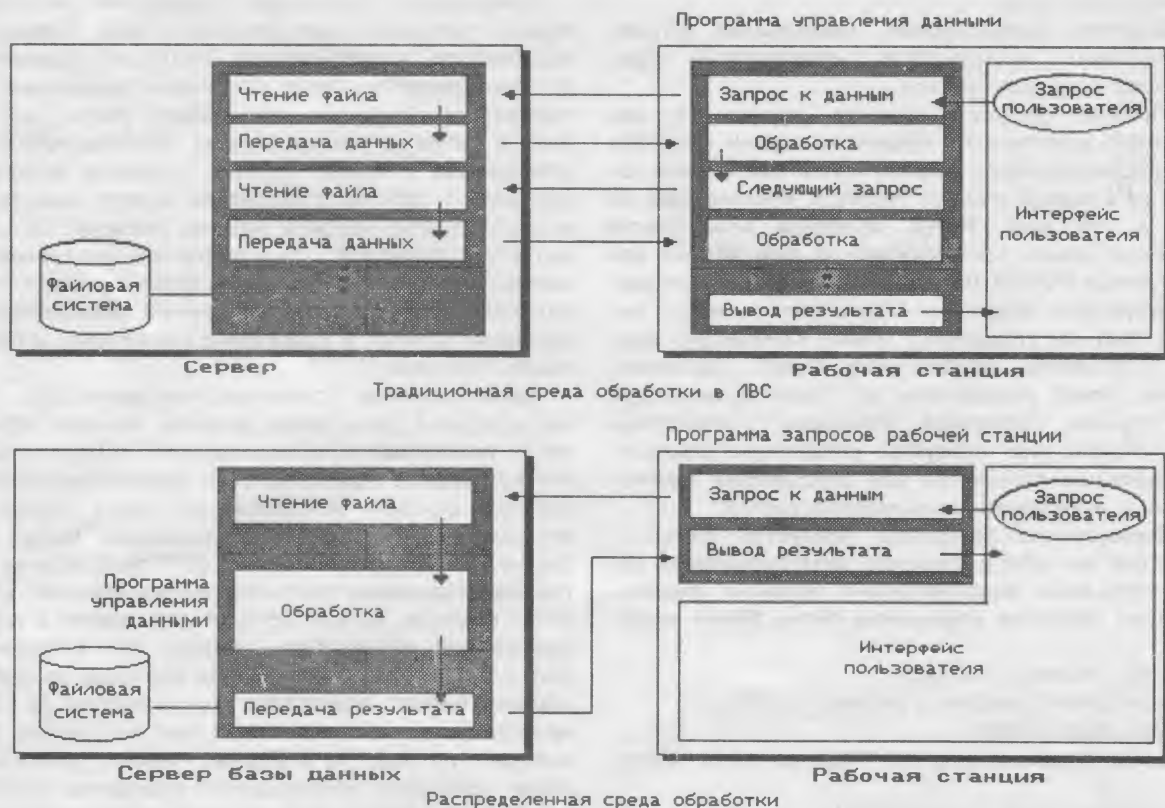 Программа управления данными
Чтение файла
Передача данных
Чтение файла
Передача данных
Файловая
система
Запрос к данным
Обработка
Следующий запрос
Обработка
Вывод результата
Запрос
пользователя
Интерфейс
пользователя
Сервер
Рабочая станция
Традиционная среда обработки в ЛВС
Программа запросов рабочей станции
Чтение файла
Программа
управления
данными
Обработка
Файловая
система
Передача результата
Запрос к данным
Вывод результата
Запрос
пользователя
Интерфейс
пользователя
Сервер базы данных
Рабочая станция
Распределенная среда обработки